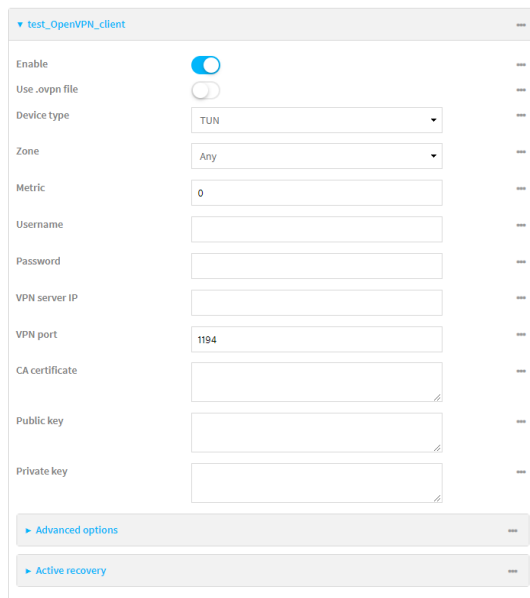 test_OpenVPN_client
Enable
Use .ovpn file
Device type TUN
Zone Any
Metric 0
Username
Password
VPN server IP
VPN port 1194
CA certificate
Public key
Private key
Advanced options
Active recovery